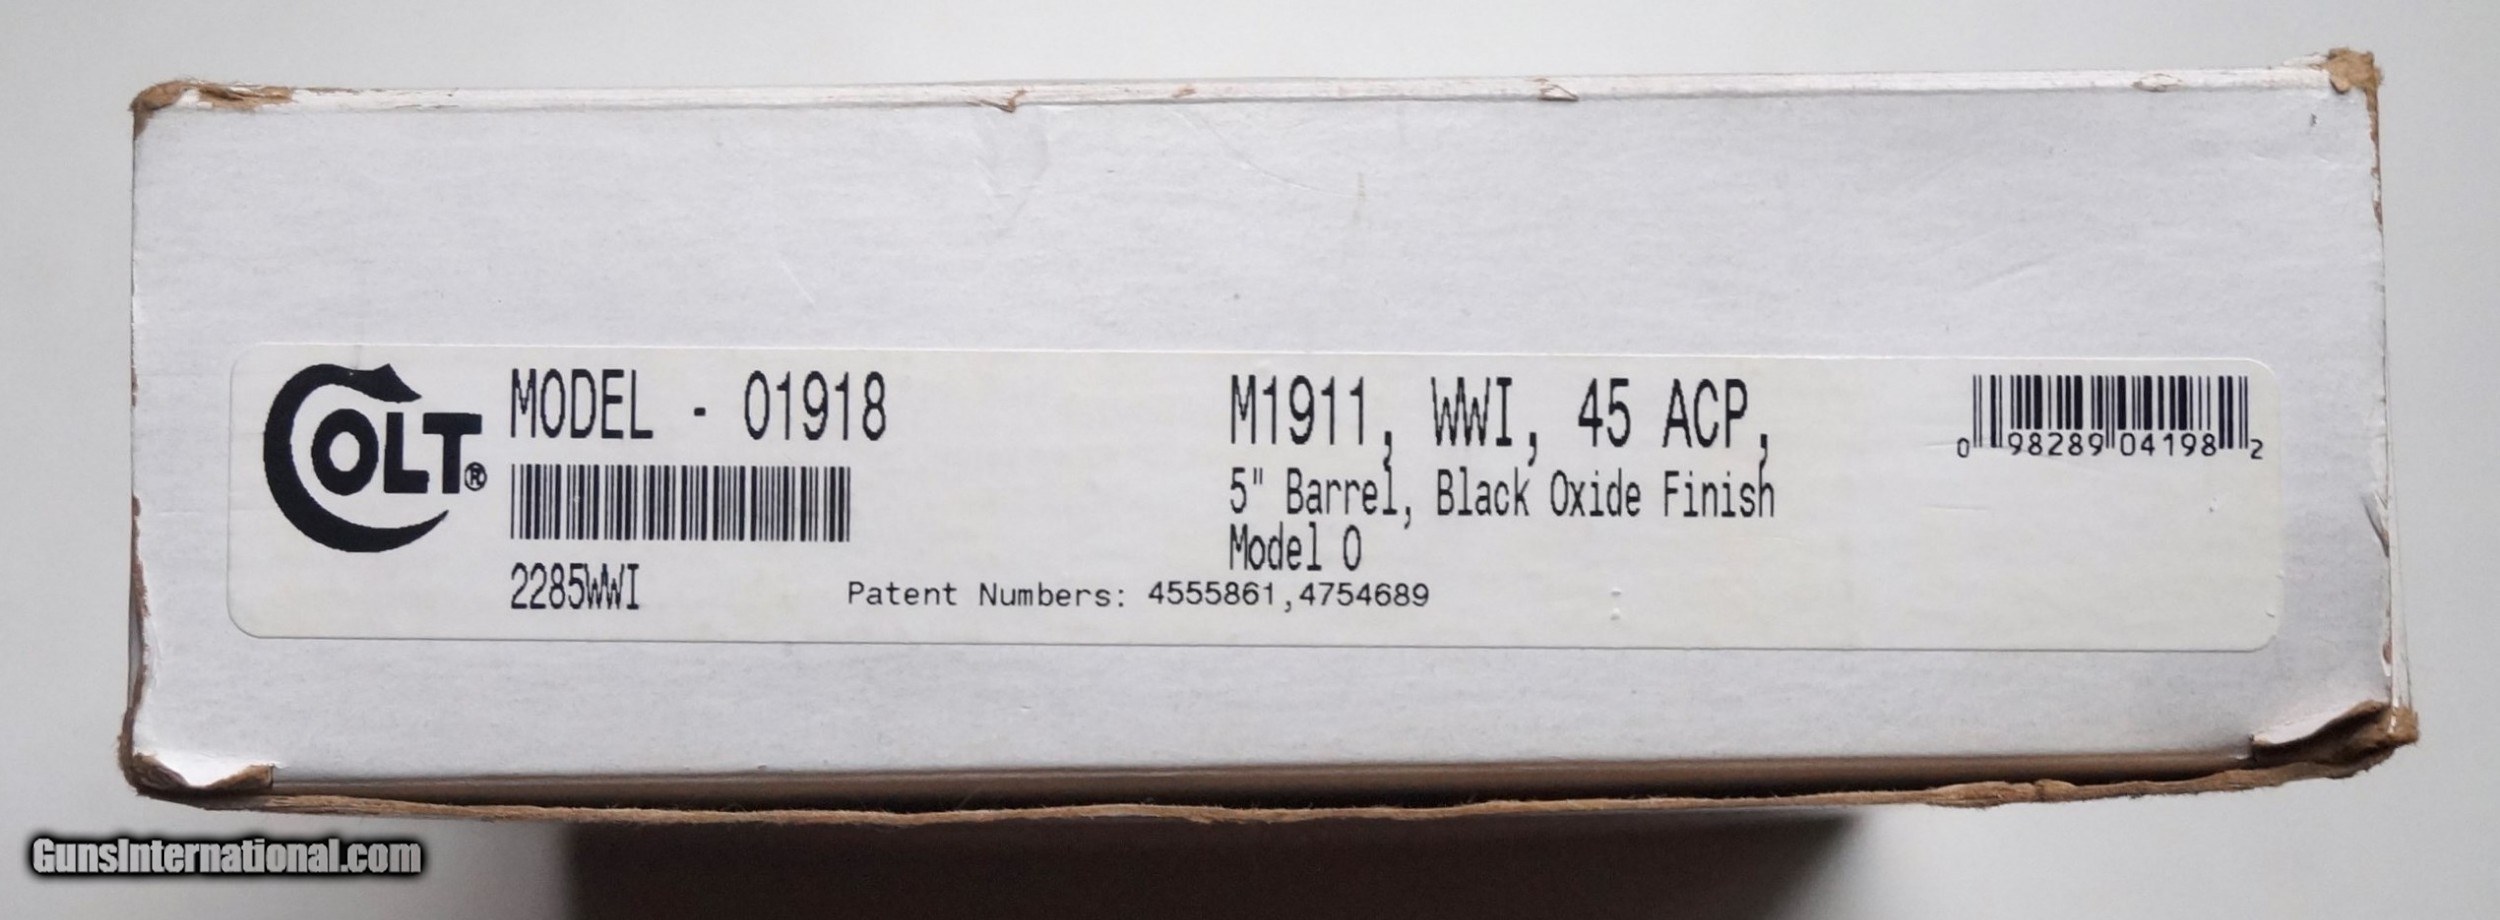 COLT®
MODEL - 01918
2285WWI
M1911, WWI, 45 ACP,
5" Barrel, Black Oxide Finish
Model O
Patent Numbers: 4555861,4754689
0 98289 04198 2
GunsInternational.com